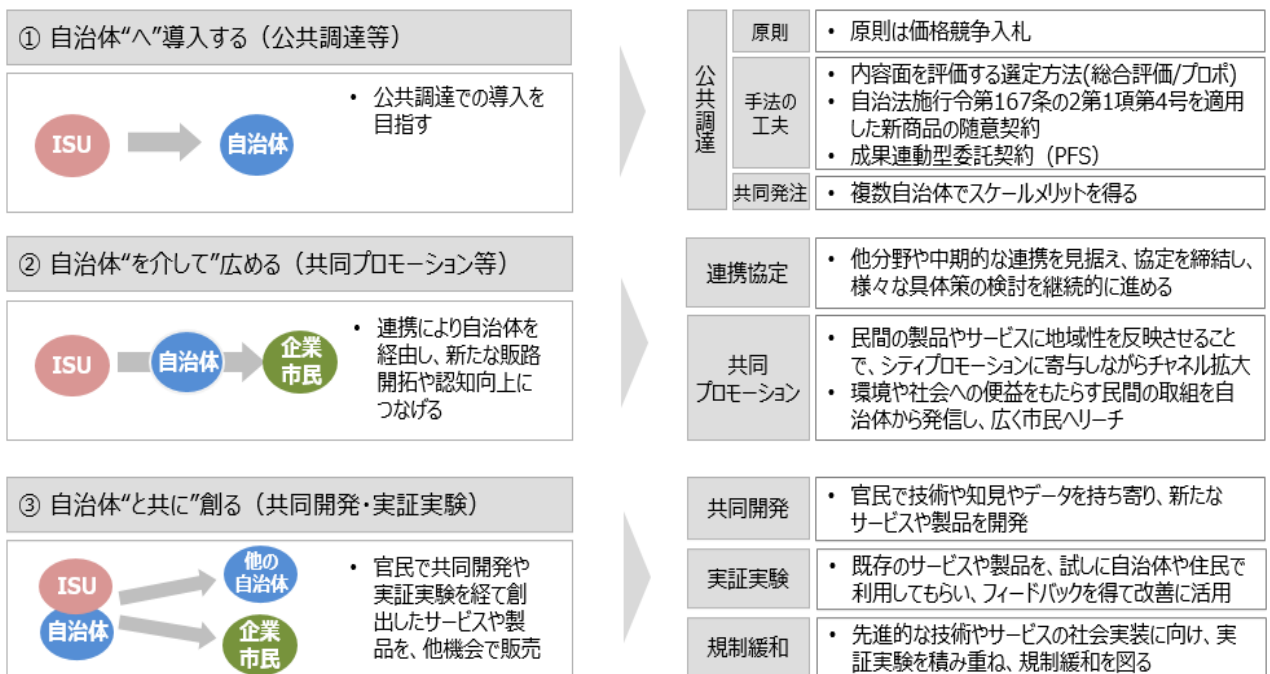 ① 自治体“へ”導入する（公共調達等）
ISU
自治体
• 公共調達での導入を
目指す
公共調達
原則
• 原則は価格競争入札
手法の
工夫
• 内容面を評価する選定方法(総合評価/プロポ)
• 自治法施行令第167条の2第1項第4号を適用
した新商品の随意契約
• 成果連動型委託契約（PFS）
共同発注
• 複数自治体でスケールメリットを得る
② 自治体“を介して”広める（共同プロモーション等）
ISU
自治体
企業
市民
• 連携により自治体を
経由し、新たな販路
開拓や認知向上に
つなげる
連携協定
• 他分野や中期的な連携を見据え、協定を締結し、
様々な具体策の検討を継続的に進める
共同
プロモーション
• 民間の製品やサービスに地域性を反映させること
で、シティプロモーションに寄与しながらチャネル拡大
• 環境や社会への便益をもたらす民間の取組を自
治体から発信し、広く市民へリーチ
③ 自治体“と共に”創る（共同開発・実証実験）
ISU
自治体
他の
自治体
企業
市民
• 官民で共同開発や
実証実験を経て創
出したサービスや製
品を、他機会で販売
共同開発
• 官民で技術や知見やデータを持ち寄り、新たな
サービスや製品を開発
実証実験
• 既存のサービスや製品を、試しに自治体や住民で
利用してもらい、フィードバックを得て改善に活用
規制緩和
• 先進的な技術やサービスの社会実装に向け、実
証実験を積み重ね、規制緩和を図る